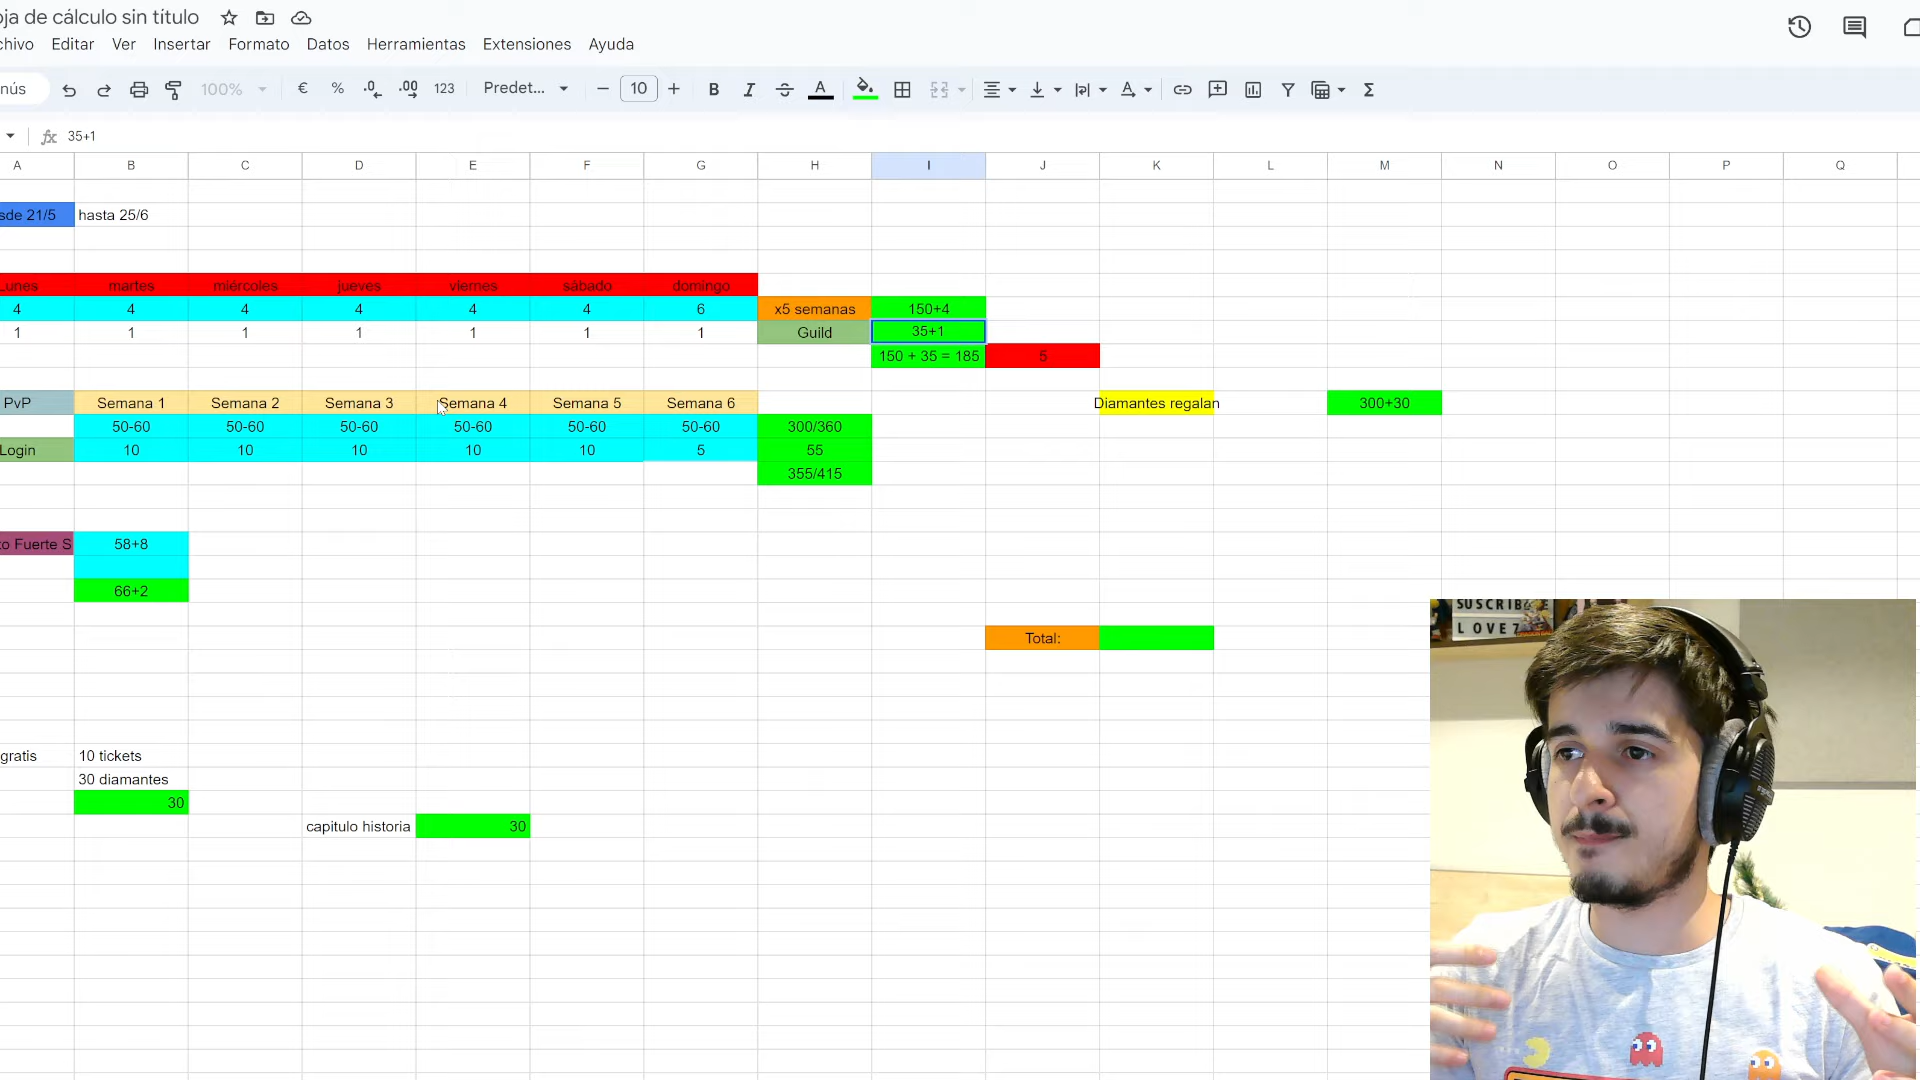 oja de cálculo sin título
chivo Editar Ver Insertar Formato Datos Herramientas Extensiones Ayuda
nús 100% € % .0 .00 123 Predet... 10 B I S A Σ
fx 35+1
A B C D E F G H I J K L M N O P Q
sde 21/5 hasta 25/6
Lunes martes miércoles jueves viernes sábado domingo
4 4 4 4 4 4 6 x5 semanas 150+4
1 1 1 1 1 1 1 Guild 35+1
150 + 35 = 185 5
PvP Semana 1 Semana 2 Semana 3 Semana 4 Semana 5 Semana 6 Diamantes regalan 300+30
50-60 50-60 50-60 50-60 50-60 50-60 300/360
Login 10 10 10 10 10 5 55
355/415
to Fuerte S 58+8
66+2
SUSCRIB
LOVE7
Total:
gratis 10 tickets
30 diamantes
30
capitulo historia 30